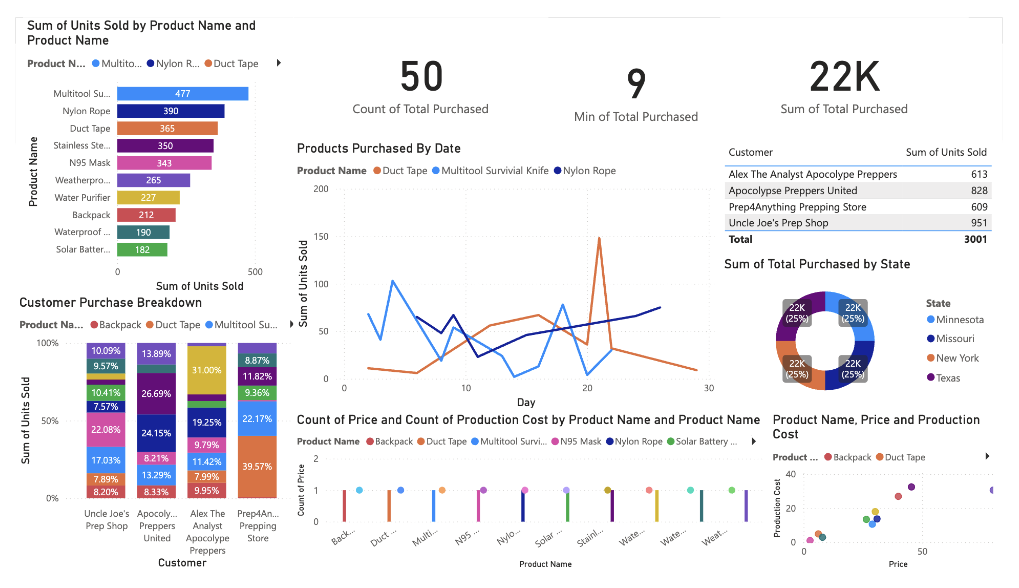 Sum of Units Sold by Product Name and
Product Name
Product N... Multito... Nylon R... Duct Tape
Product Name
Multitool Su... 477
Nylon Rope 390
Duct Tape 365
Stainless Ste... 350
N95 Mask 343
Weatherpro... 265
Water Purifier 227
Backpack 212
Waterproof ... 190
Solar Batter... 182
0 500
Sum of Units Sold
50
Count of Total Purchased
9
Min of Total Purchased
22K
Sum of Total Purchased
Products Purchased By Date
Product Name Duct Tape Multitool Survivial Knife Nylon Rope
Sum of Units Sold
200
150
100
50
0
0 10 20 30
Day
Customer Sum of Units Sold
Alex The Analyst Apocolype Preppers 613
Apocolypse Preppers United 828
Prep4Anything Prepping Store 609
Uncle Joe's Prep Shop 951
Total 3001
Sum of Total Purchased by State
22K
(25%)
22K
(25%)
22K
(25%)
22K
(25%)
State
Minnesota
Missouri
New York
Texas
Customer Purchase Breakdown
Product Na... Backpack Duct Tape Multitool Su...
Sum of Units Sold
100%
50%
0%
10.09%
9.57%
10.41%
7.57%
22.08%
17.03%
7.89%
8.20%
13.89%
26.69%
24.15%
8.21%
13.29%
8.33%
31.00%
19.25%
9.79%
11.42%
7.99%
9.95%
8.87%
11.82%
9.36%
22.17%
39.57%
Uncle Joe's
Prep Shop
Apocoly...
Preppers
United
Alex The
Analyst
Apocolype
Preppers
Prep4An...
Prepping
Store
Customer
Count of Price and Count of Production Cost by Product Name and Product Name
Product Name Backpack Duct Tape Multitool Survi... N95 Mask Nylon Rope Solar Battery ...
Count of Price
2
1
0
Back... Duct ... Multi... N95 ... Nylo... Solar ... Stainl... Wate... Wate... Weat...
Product Name
Product Name, Price and Production
Cost
Product ... Backpack Duct Tape
Production Cost
40
20
0
0 50
Price